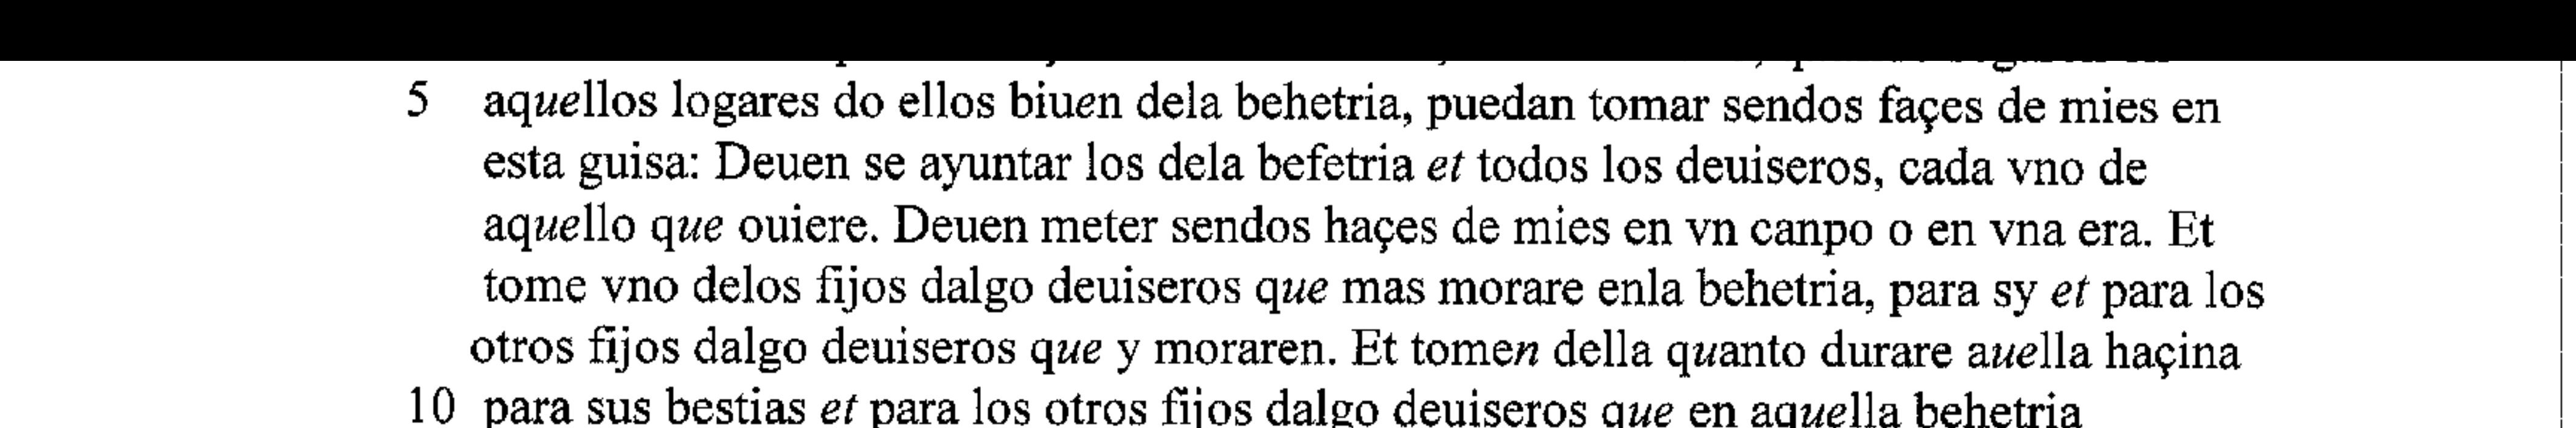 5 aquellos logares do ellos biuen dela behetria, puedan tomar sendos façes de mies en
esta guisa: Deuen se ayuntar los dela befetria et todos los deuiseros, cada vno de
aquello que ouiere. Deuen meter sendos haçes de mies en vn canpo o en vna era. Et
tome vno delos fijos dalgo deuiseros que mas morare enla behetria, para sy et para los
otros fijos dalgo deuiseros que y moraren. Et tomen della quanto durare auella haçina
10 para sus bestias et para los otros fijos dalgo deuiseros que en aquella behetria